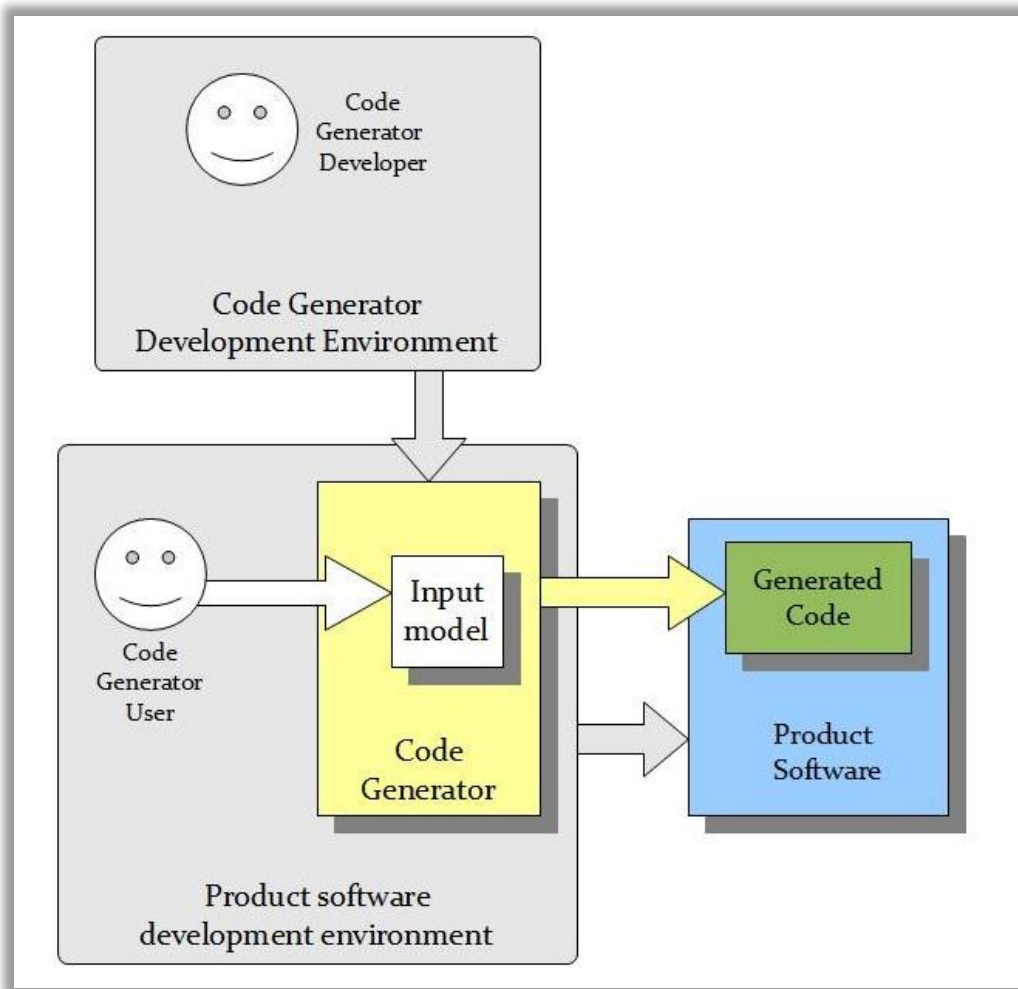 Code
Generator
Developer
Code Generator
Development Environment
Code
Generator
User
Input
model
Code
Generator
Generated
Code
Product
Software
Product software
development environment